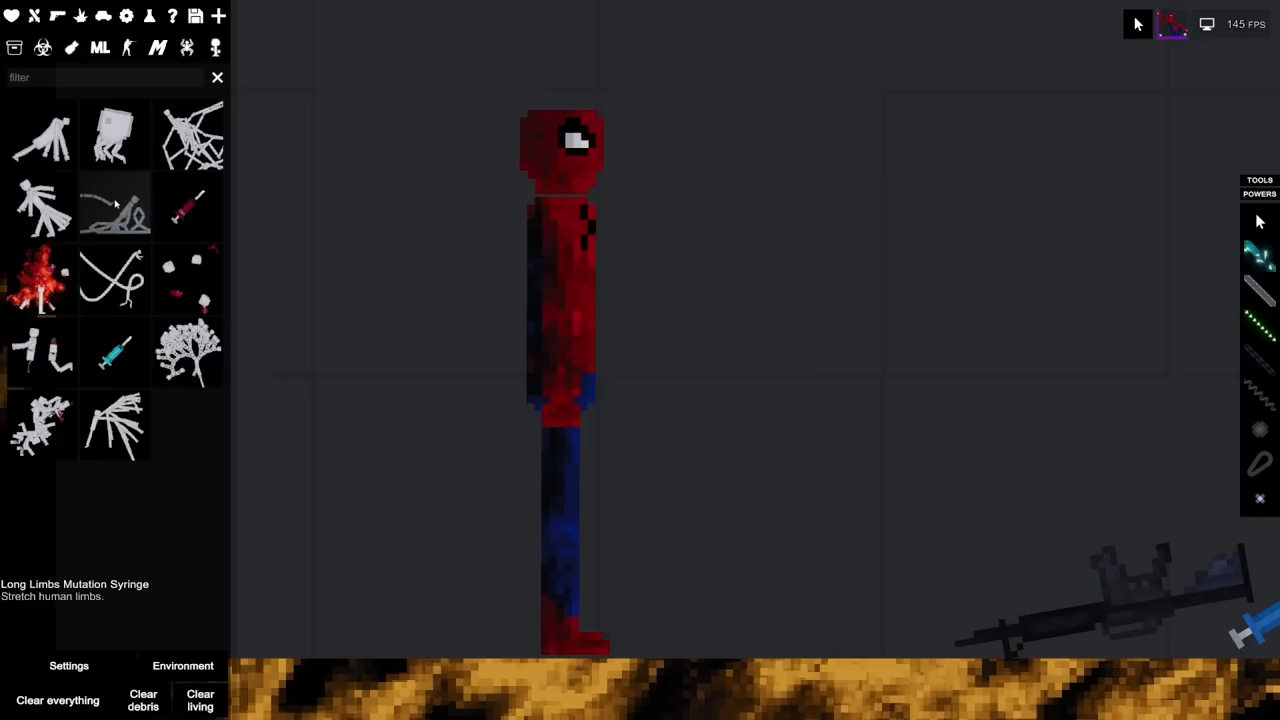 ML
145 FPS
filter
TOOLS
POWERS
Long Limbs Mutation Syringe
Stretch human limbs.
Settings
Environment
Clear everything
Clear
debris
Clear
living